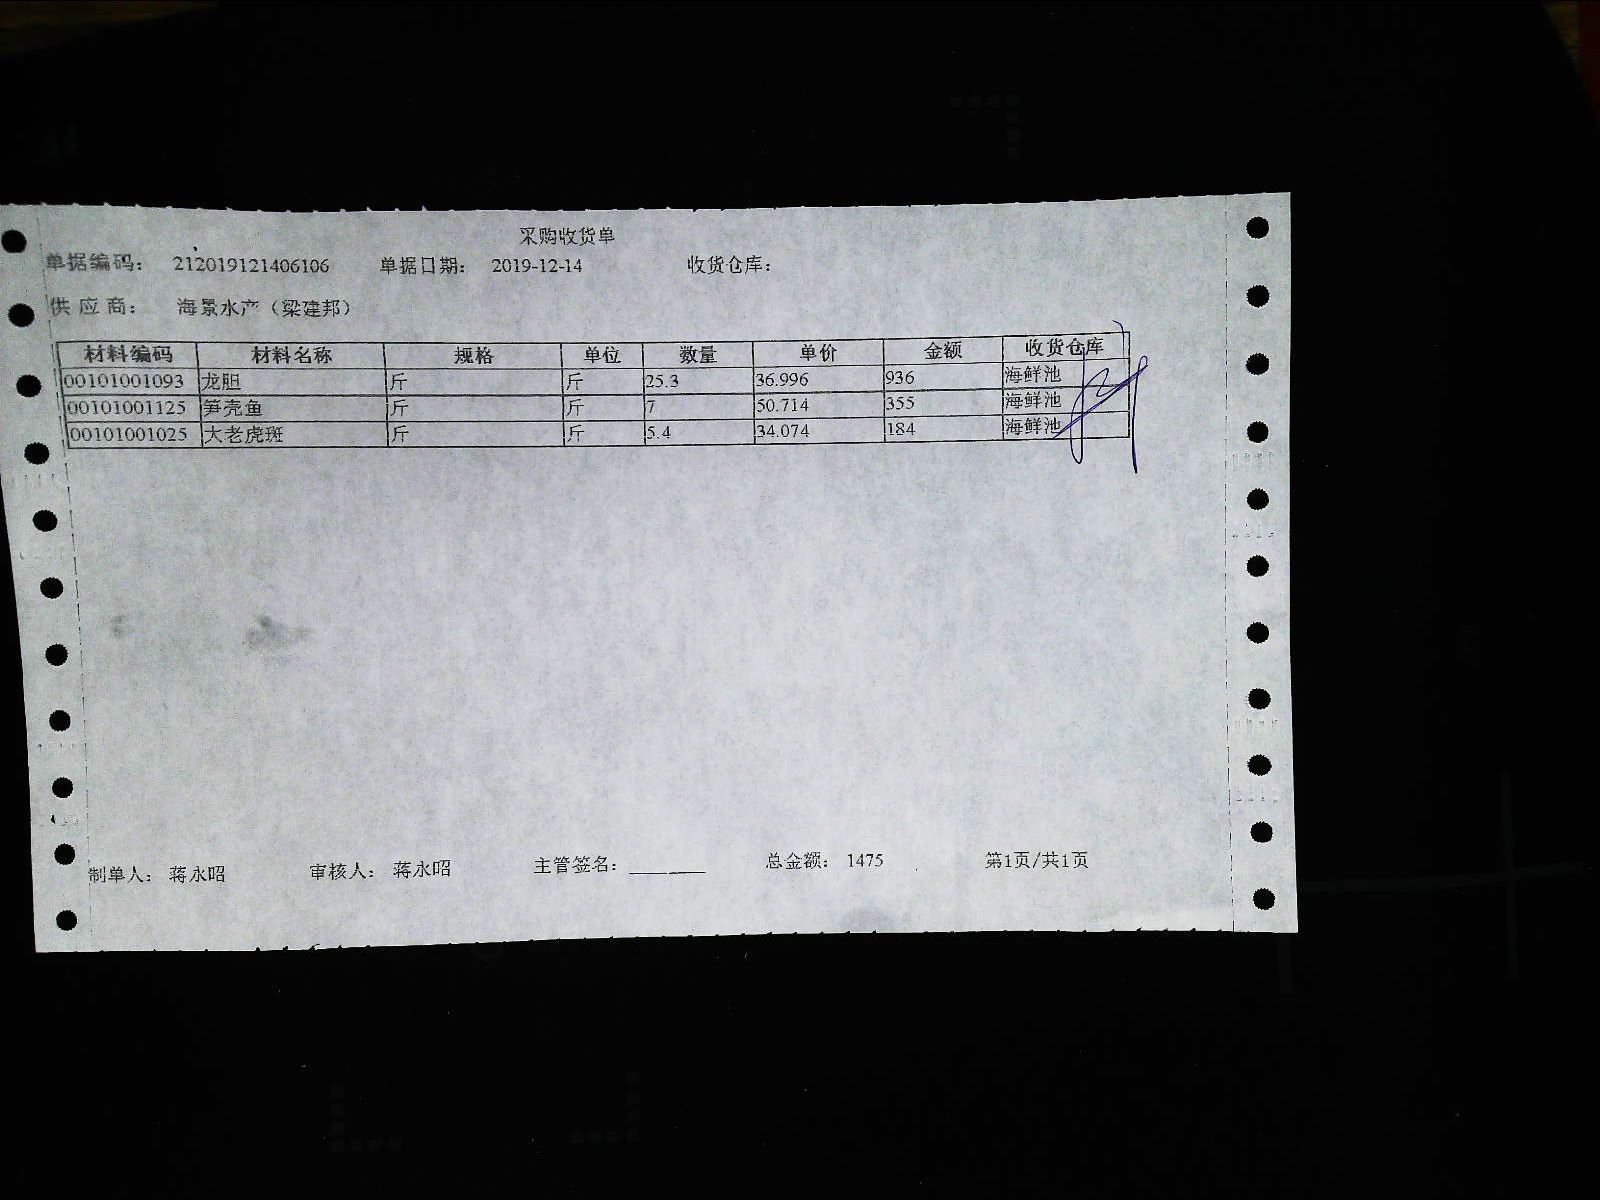 采购收货单
单据编码： 212019121406106 单据日期： 2019-12-14 收货仓库：
供应商： 海景水产（梁建邦）
材料编码 材料名称 规格 单位 数量 单价 金额 收货仓库
00101001093 龙胆 斤 斤 25.3 36.996 936 海鲜池
00101001125 笋壳鱼 斤 斤 7 50.714 355 海鲜池
00101001025 大老虎斑 斤 斤 5.4 34.074 184 海鲜池
制单人： 蒋永昭 审核人： 蒋永昭 主管签名： 总金额： 1475 第1页/共1页